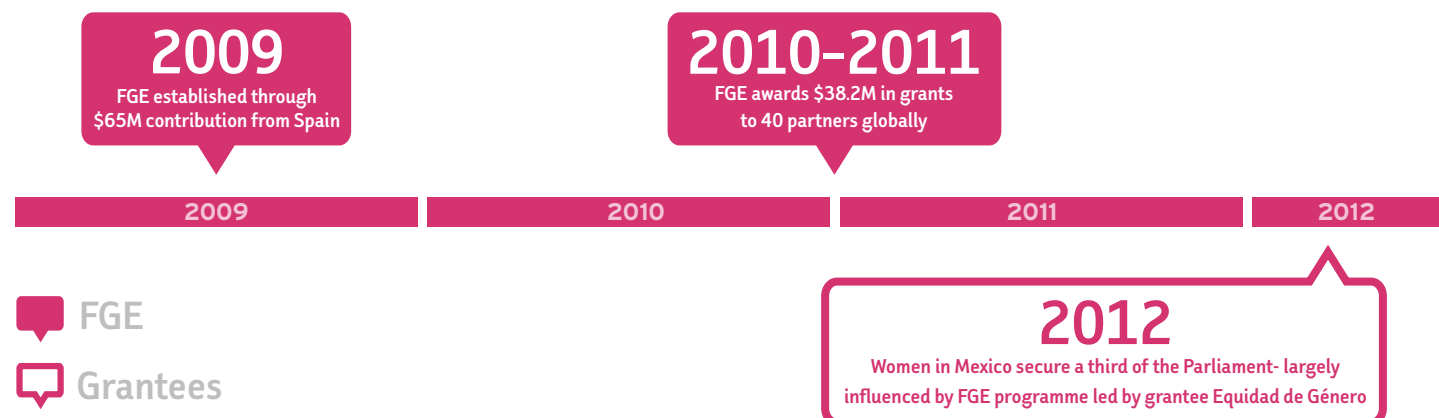 2009
FGE established through
$65M contribution from Spain
2010-2011
FGE awards $38.2M in grants
to 40 partners globally
2009
2010
2011
2012
FGE
Grantees
2012
Women in Mexico secure a third of the Parliament- largely
influenced by FGE programme led by grantee Equidad de Género